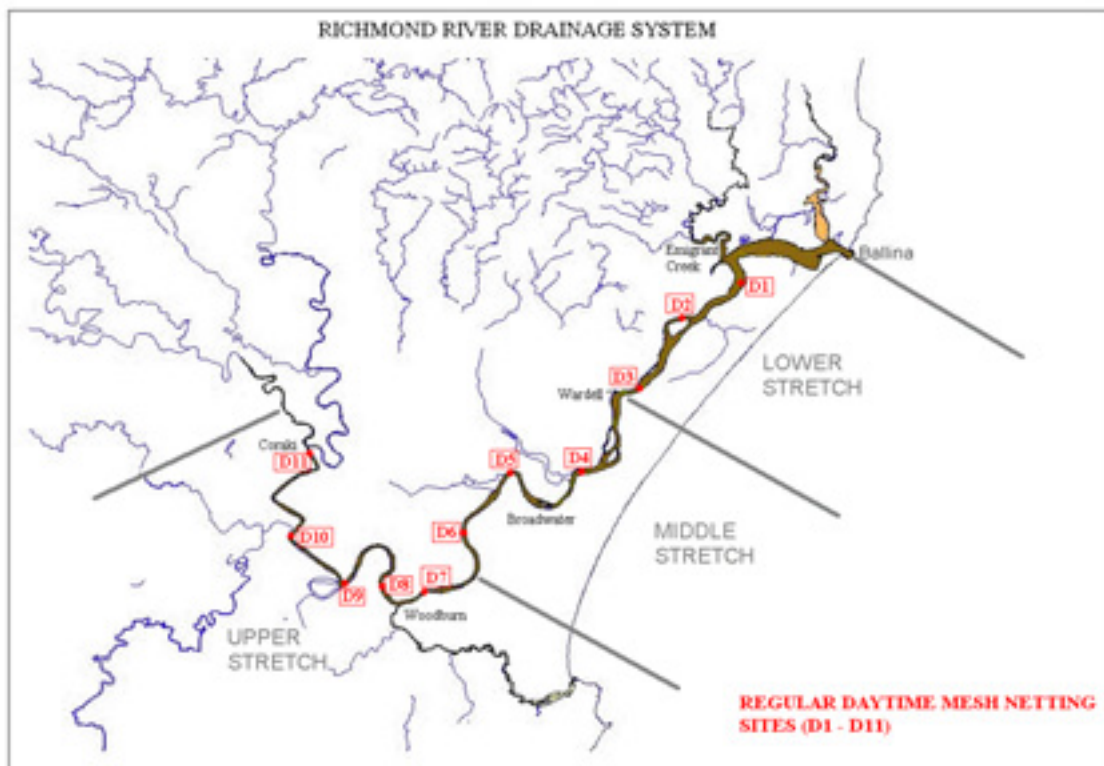 RICHMOND RIVER DRAINAGE SYSTEM
Emigrant
Creek
Ballina
D1
D2
LOWER
STRETCH
D3
Wardell
Coraki
D11
D5
D4
Broadwater
D6
MIDDLE
STRETCH
D10
D9
D8
D7
Woodburn
UPPER
STRETCH
REGULAR DAYTIME MESH NETTING
SITES (D1 - D11)